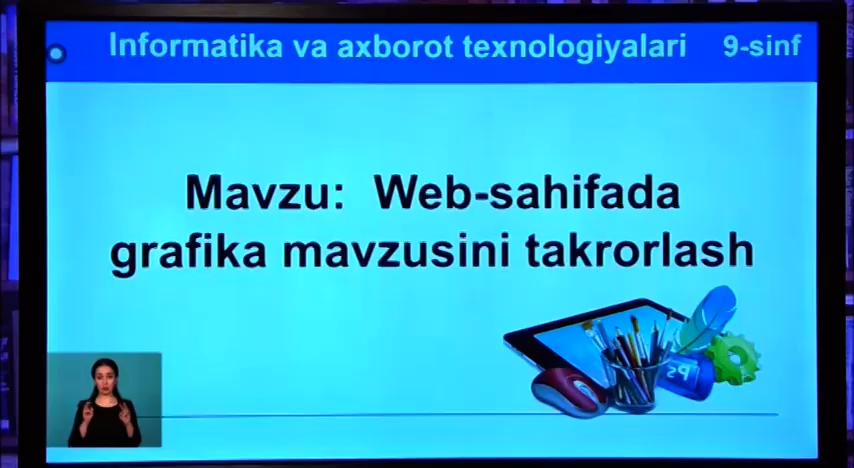 Informatika va axborot texnologiyalari 9-sinf
Mavzu: Web-sahifada
grafika mavzusini takrorlash